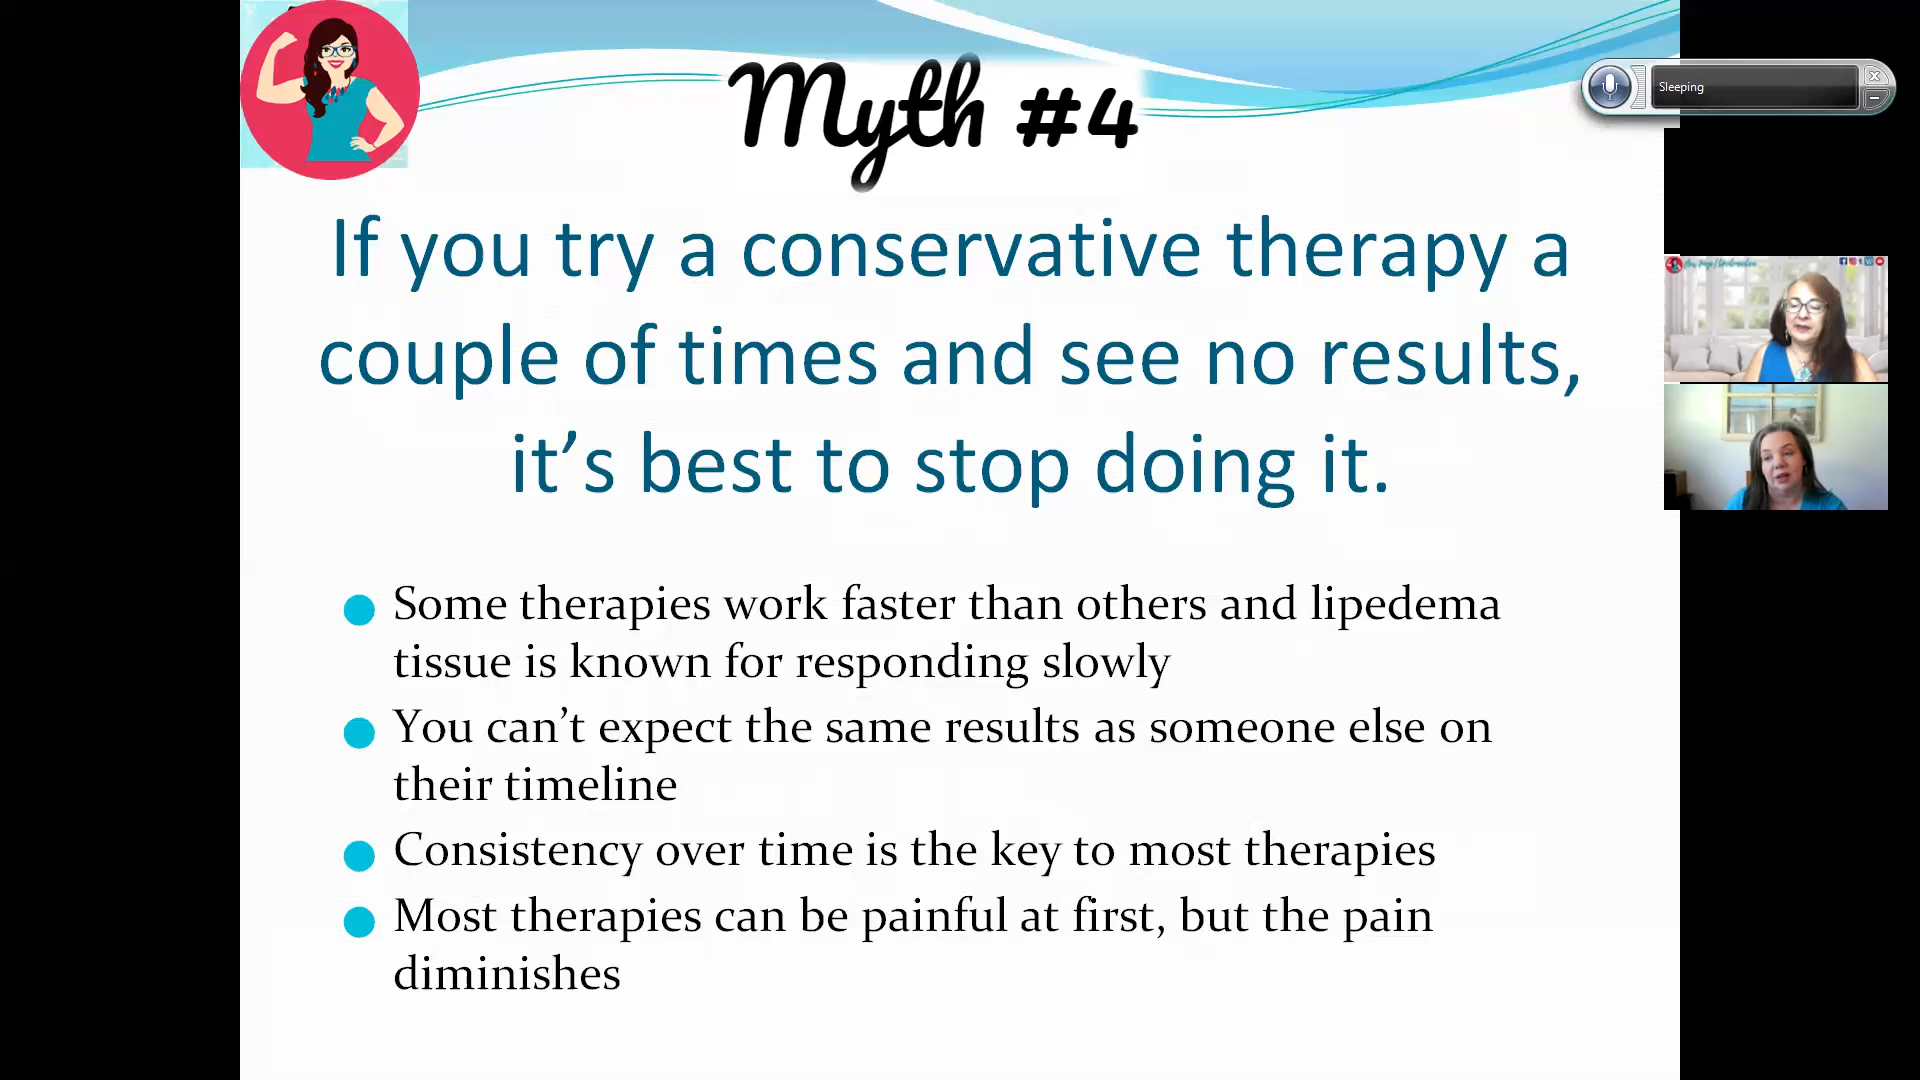 Myth #4
Sleeping
If you try a conservative therapy a
couple of times and see no results,
it’s best to stop doing it.
Some therapies work faster than others and lipedema
tissue is known for responding slowly
You can’t expect the same results as someone else on
their timeline
Consistency over time is the key to most therapies
Most therapies can be painful at first, but the pain
diminishes